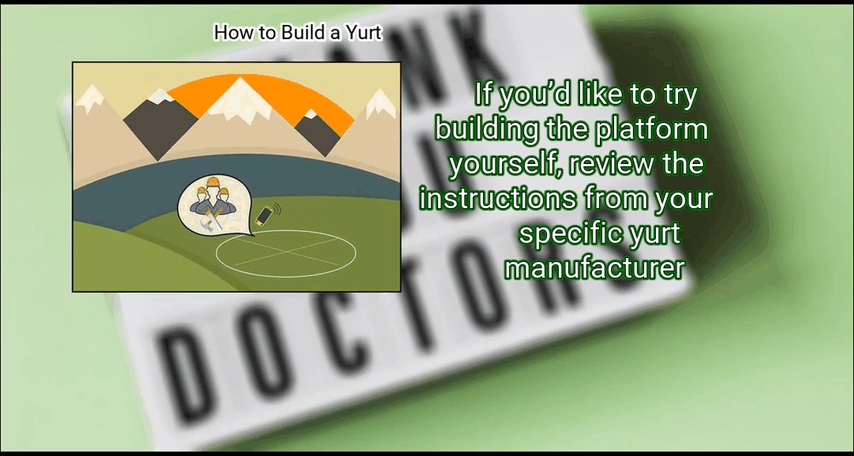 How to Build a Yurt
If you'd like to try
building the platform
yourself, review the
instructions from your
specific yurt
manufacturer
DOCTORS